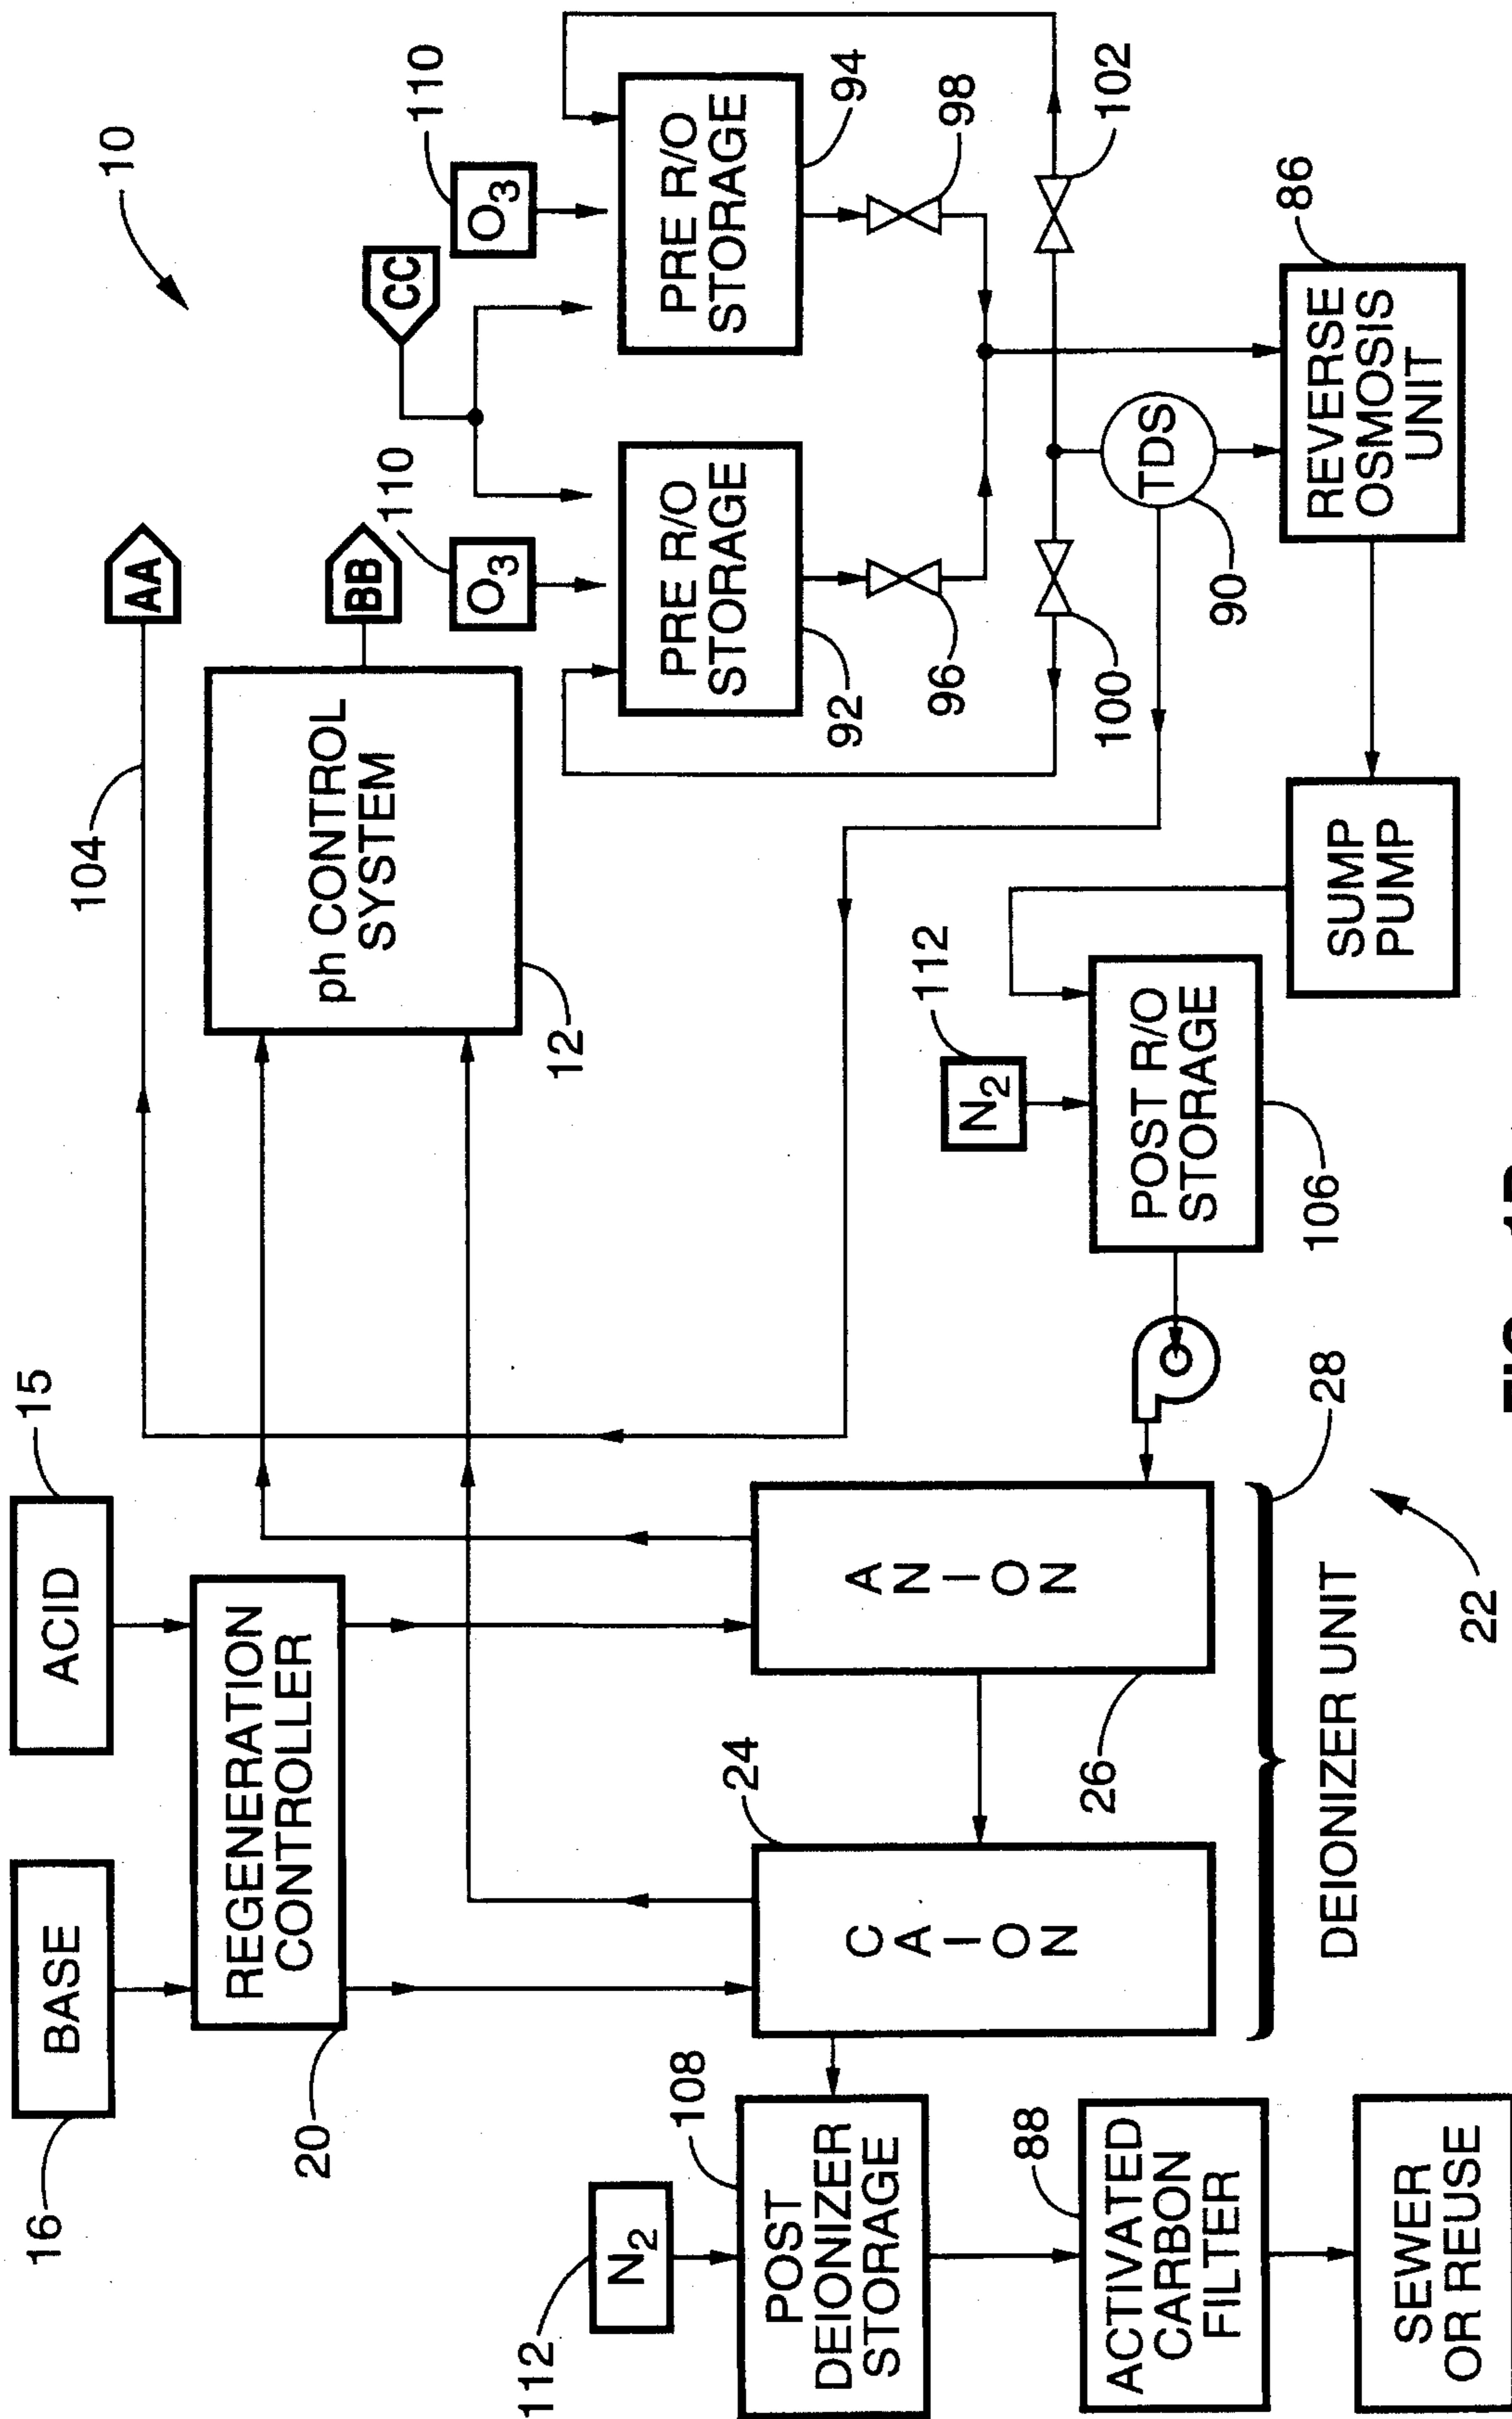 16
BASE
ACID
15
REGENERATION
CONTROLLER
20
104
AA
10
ph CONTROL
SYSTEM
12
BB
CC
110
O3
110
O3
112
N2
108
POST
DEIONIZER
STORAGE
24
C
A
I
O
N
A
N
I
O
N
26
PRE R/O
STORAGE
92
PRE R/O
STORAGE
94
96
98
100
102
112
N2
POST R/O
STORAGE
106
TDS
90
88
ACTIVATED
CARBON
FILTER
28
DEIONIZER UNIT
22
SUMP
PUMP
REVERSE
OSMOSIS
UNIT
86
SEWER
OR REUSE